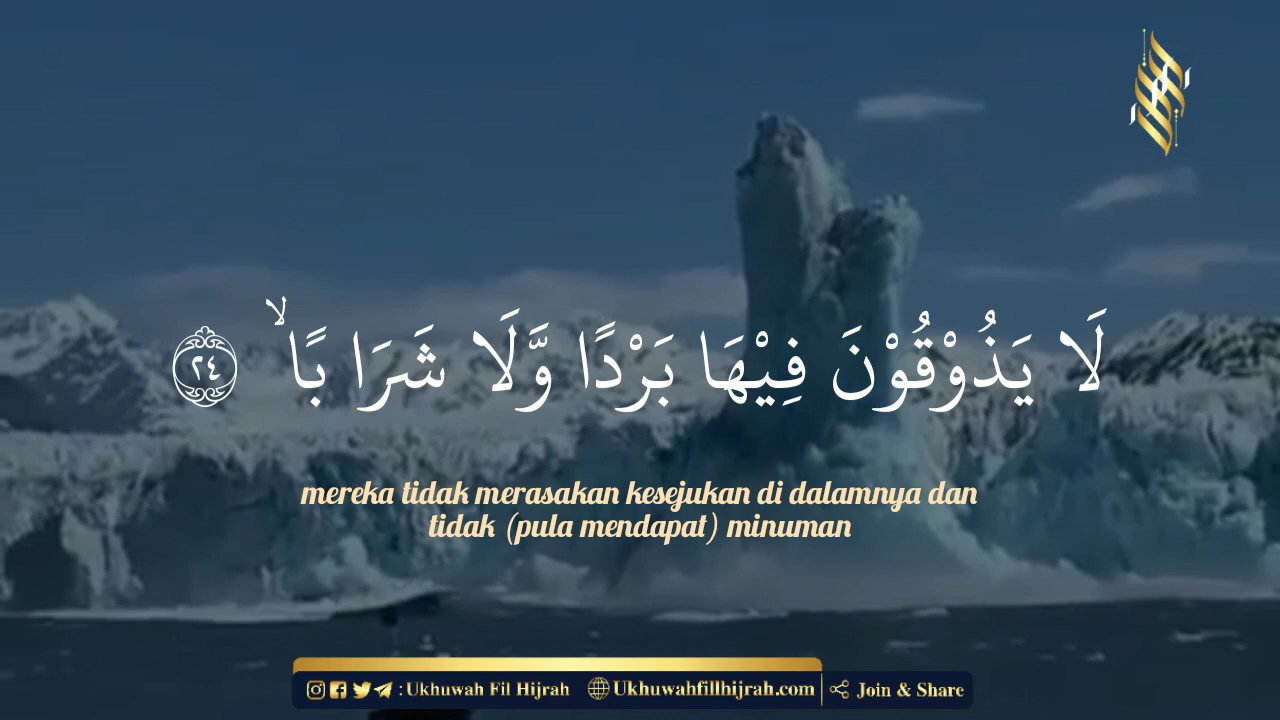 لَا يَذُوْقُوْنَ فِيْهَا بَرْدًا وَّلَا شَرَا بًا ۙ ٢٤
mereka tidak merasakan kesejukan di dalamnya dan
tidak (pula mendapat) minuman
: Ukhuwah Fil Hijrah Ukhuwahfillhijrah.com Join & Share